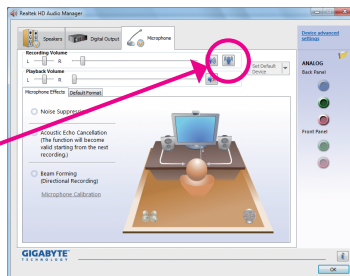 Realtek HD Audio Manager
Speakers
Digital Output
Microphone
Device advanced
settings
Recording Volume
L
R
Set Default
Device
Playback Volume
L
R
ANALOG
Back Panel
Microphone Effects
Default Format
Noise Suppression
Acoustic Echo Cancellation
(The function will become
valid starting from the next
recording.)
Front Panel
Beam Forming
(Directional Recording)
Microphone Calibration
GIGABYTE
TECHNOLOGY
OK